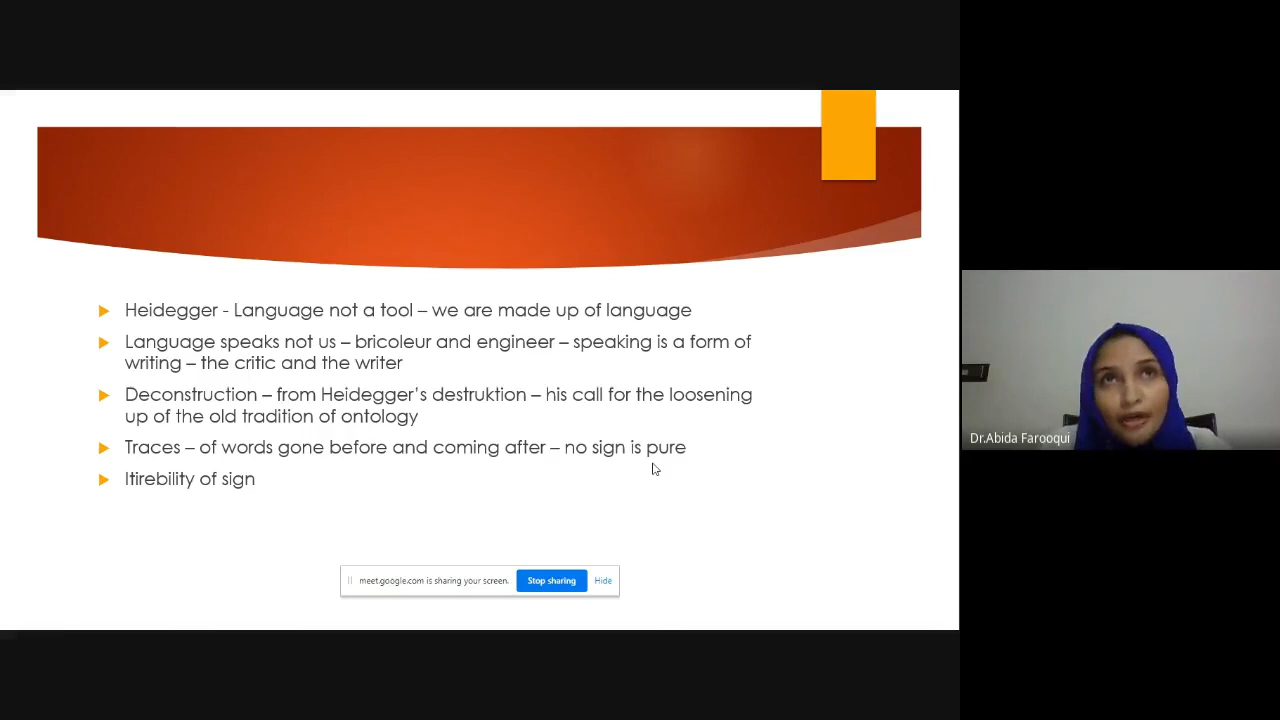 Heidegger - Language not a tool – we are made up of language
Language speaks not us – bricoleur and engineer – speaking is a form of
writing – the critic and the writer
Deconstruction – from Heidegger's destruktion – his call for the loosening
up of the old tradition of ontology
Traces – of words gone before and coming after – no sign is pure
Itirebility of sign
meet.google.com is sharing your screen. Stop sharing Hide
Dr.Abida Farooqui